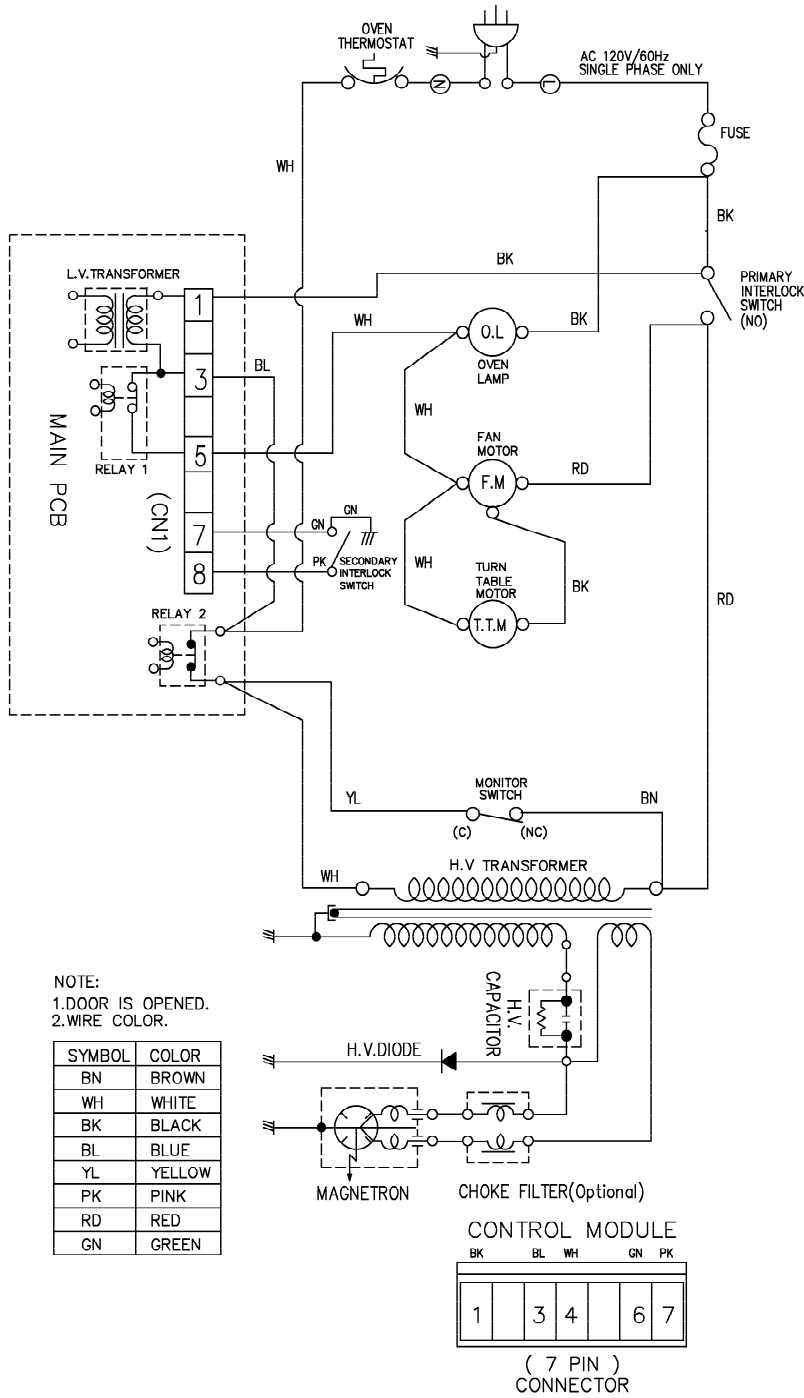 OVEN
THERMOSTAT
N
L
AC 120V/60Hz
SINGLE PHASE ONLY
FUSE
WH
BK
L.V.TRANSFORMER
BK
PRIMARY
INTERLOCK
SWITCH
(NO)
1
WH
O.L
BK
OVEN
LAMP
BL
3
WH
MAIN PCB
FAN
MOTOR
F.M
RD
5
RELAY 1
(CN1)
GN
GN
7
PK
SECONDARY
INTERLOCK
SWITCH
8
WH
TURN
TABLE
MOTOR
BK
T.T.M
RD
RELAY 2
YL
MONITOR
SWITCH
BN
(C)
(NC)
H.V TRANSFORMER
WH
H.V.
CAPACITOR
H.V.DIODE
MAGNETRON
CHOKE FILTER(Optional)
NOTE:
1.DOOR IS OPENED.
2.WIRE COLOR.
SYMBOL COLOR
BN BROWN
WH WHITE
BK BLACK
BL BLUE
YL YELLOW
PK PINK
RD RED
GN GREEN
CONTROL MODULE
BK BL WH GN PK
1 3 4 6 7
( 7 PIN )
CONNECTOR